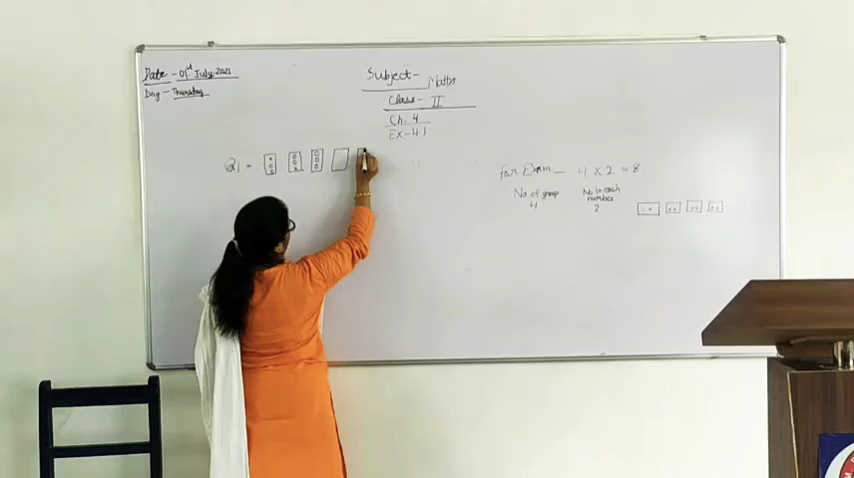 Date - 01st July 2021
Day - Thursday
Subject-
Maths
Class - II
Ch. 4
Ex-4.1
Q1 =
for Exam - 4 x 2 = 8
No of group
4
No in each
number
2